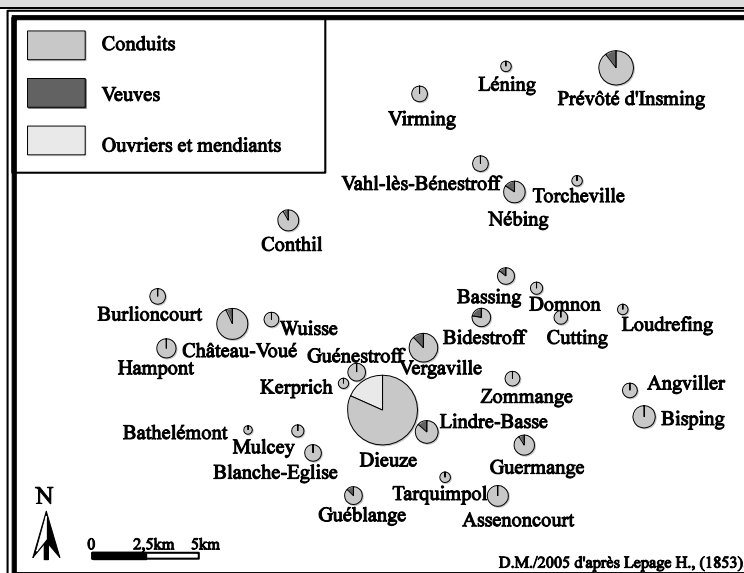 Conduits
Veuves
Ouvriers et mendiants
Léning
Prévôté d'Insming
Virming
Vahl-lès-Bénestroff
Torcheville
Nébing
Conthil
Bassing
Domnon
Burlioncourt
Wuisse
Bidestroff
Cutting
Loudrefing
Château-Voué
Guénestroff
Hampont
Vergaville
Kerprich
Zommange
Angviller
Bisping
Lindre-Basse
Bathelémont
Mulcey
Dieuze
Blanche-Eglise
Guermange
Tarquimpol
Guéblange
Assenoncourt
N
0 2,5km 5km
D.M./2005 d'après Lepage H., (1853)